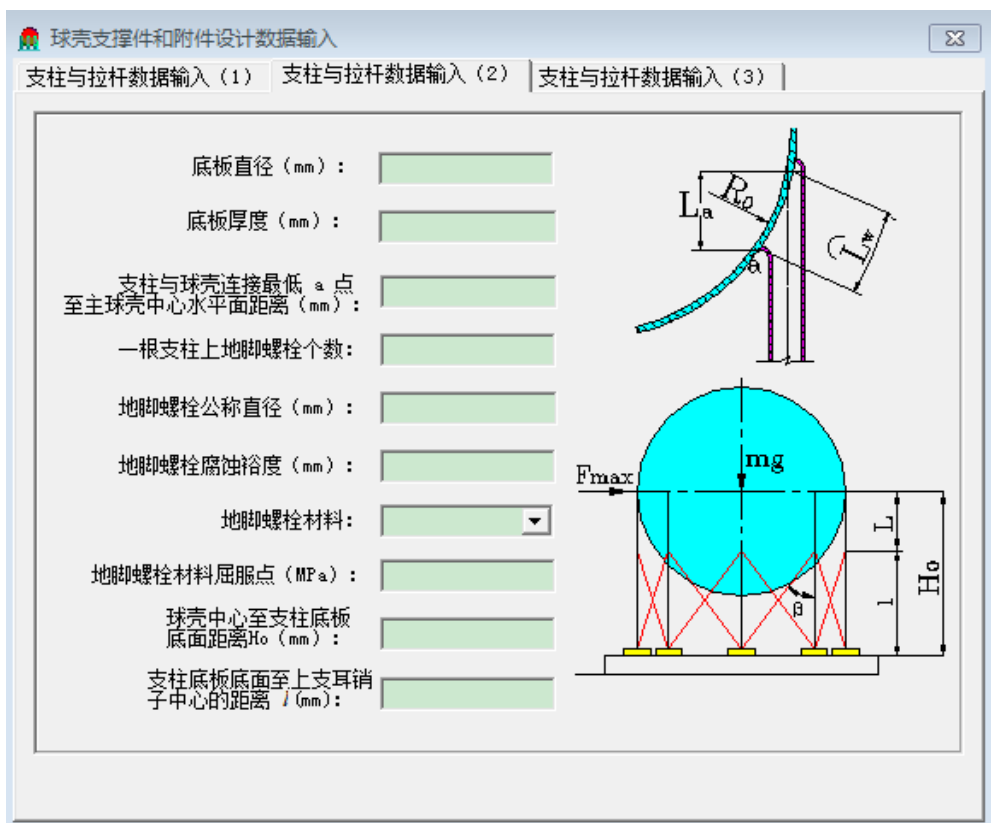 球壳支撑件和附件设计数据输入
支柱与拉杆数据输入（1）
支柱与拉杆数据输入（2）
支柱与拉杆数据输入（3）
底板直径（mm）：
底板厚度（mm）：
支柱与球壳连接最低 a 点
至主球壳中心水平面距离（mm）：
一根支柱上地脚螺栓个数：
地脚螺栓公称直径（mm）：
地脚螺栓腐蚀裕度（mm）：
地脚螺栓材料：
地脚螺栓材料屈服点（MPa）：
球壳中心至支柱底板
底面距离Ho（mm）：
支柱底板底面至上支耳销
子中心的距离 l(mm)：
La
Ro
Lw
a
Fmax
mg
L
Ho
l
β